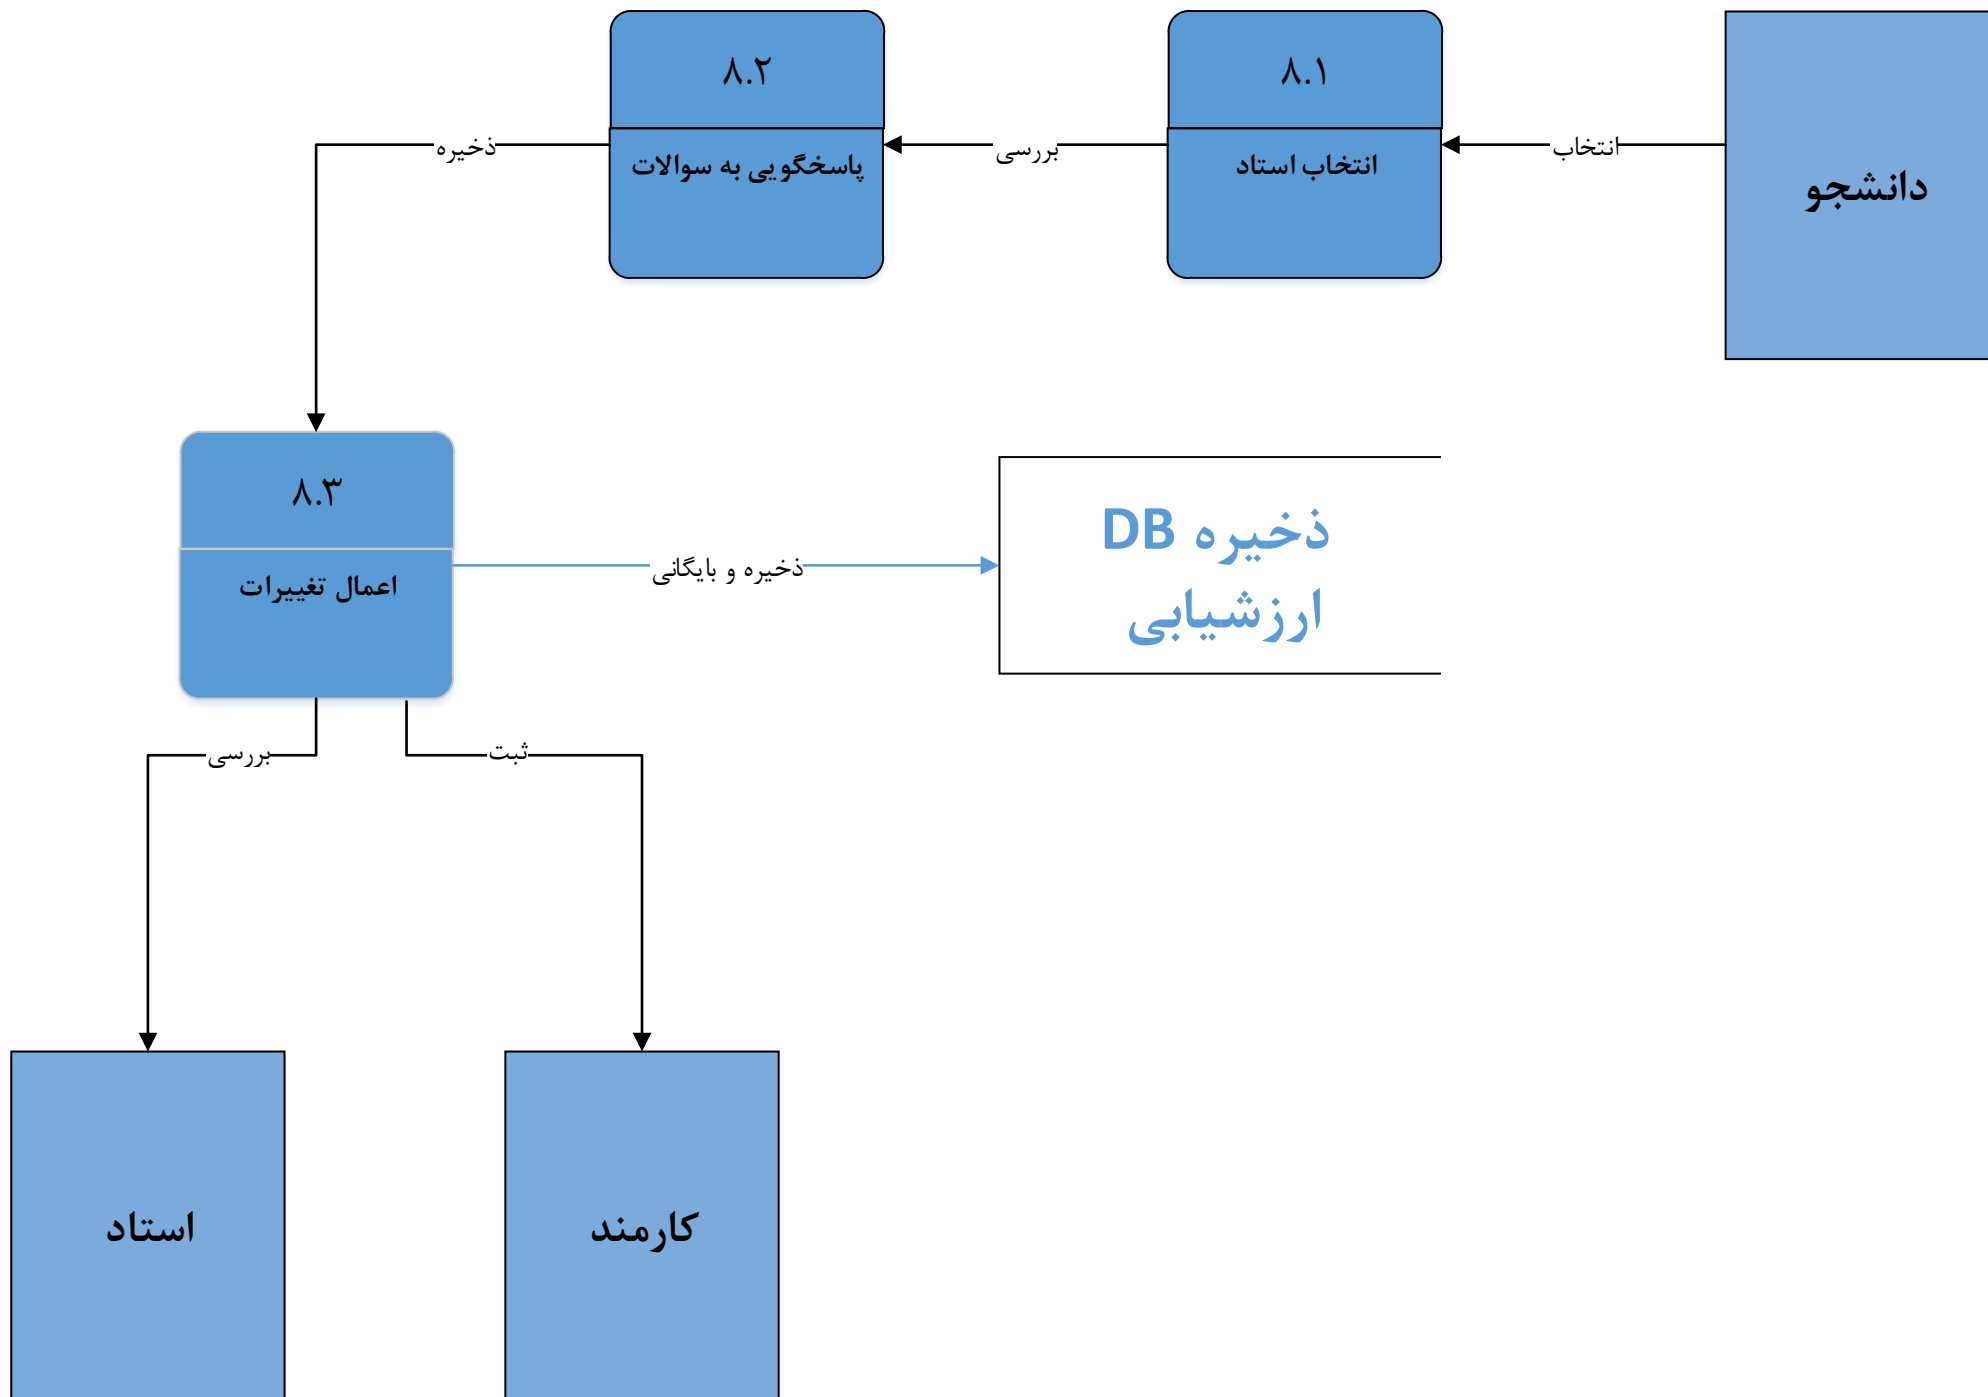 دانشجو
انتخاب
۸.۱
انتخاب استاد
بررسی
۸.۲
پاسخگویی به سوالات
ذخیره
۸.۳
اعمال تغییرات
ذخیره و بایگانی
ذخیره DB
ارزشیابی
ثبت
بررسی
کارمند
استاد